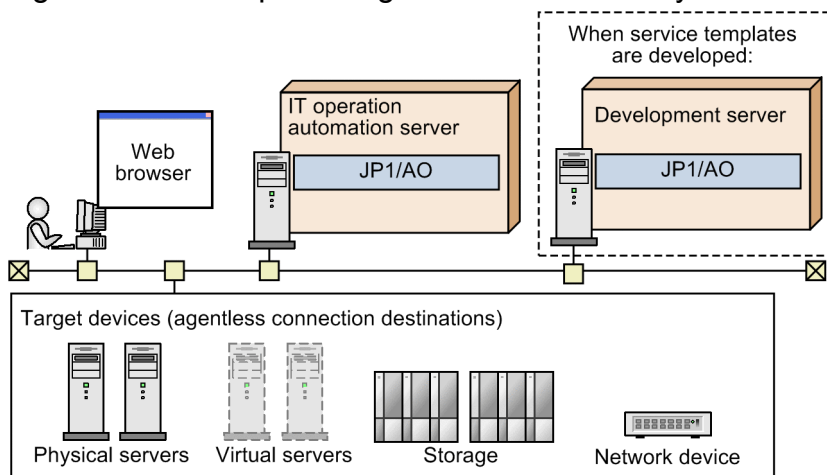 When service templates
are developed:
IT operation
automation server
JP1/AO
Development server
JP1/AO
Web
browser
Target devices (agentless connection destinations)
Physical servers
Virtual servers
Storage
Network device